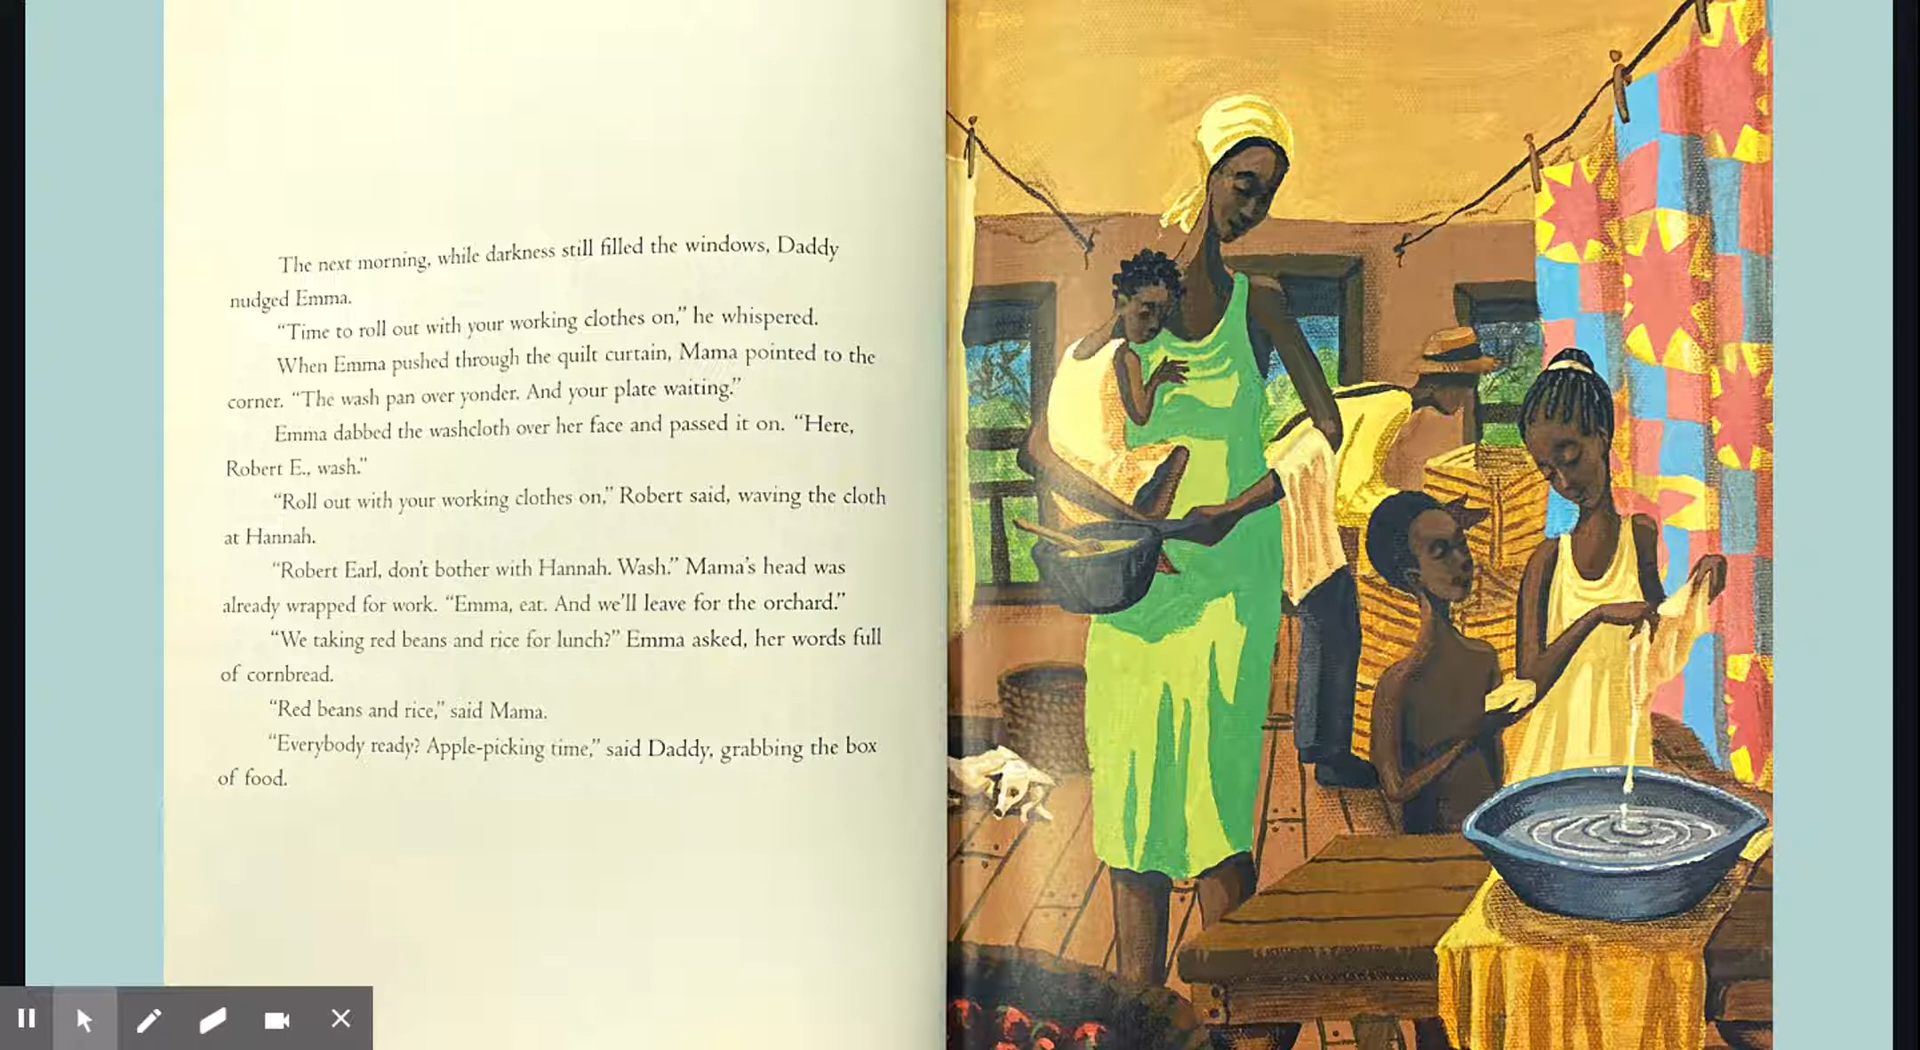 The next morning, while darkness still filled the windows, Daddy
nudged Emma.
“Time to roll out with your working clothes on,” he whispered.
When Emma pushed through the quilt curtain, Mama pointed to the
corner. “The wash pan over yonder. And your plate waiting.”
Emma dabbed the washcloth over her face and passed it on. “Here,
Robert E., wash.”
“Roll out with your working clothes on,” Robert said, waving the cloth
at Hannah.
“Robert Earl, don’t bother with Hannah. Wash.” Mama’s head was
already wrapped for work. “Emma, eat. And we’ll leave for the orchard.”
“We taking red beans and rice for lunch?” Emma asked, her words full
of cornbread.
“Red beans and rice,” said Mama.
“Everybody ready? Apple-picking time,” said Daddy, grabbing the box
of food.